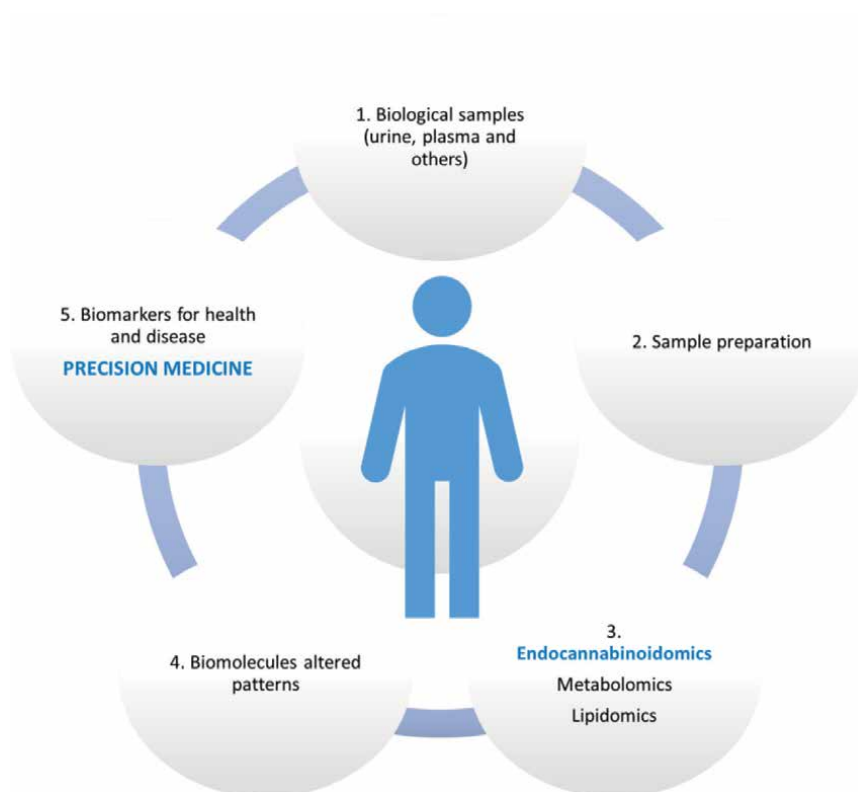 1. Biological samples
(urine, plasma and
others)
2. Sample preparation
3.
Endocannabinoidomics
Metabolomics
Lipidomics
4. Biomolecules altered
patterns
5. Biomarkers for health
and disease
PRECISION MEDICINE